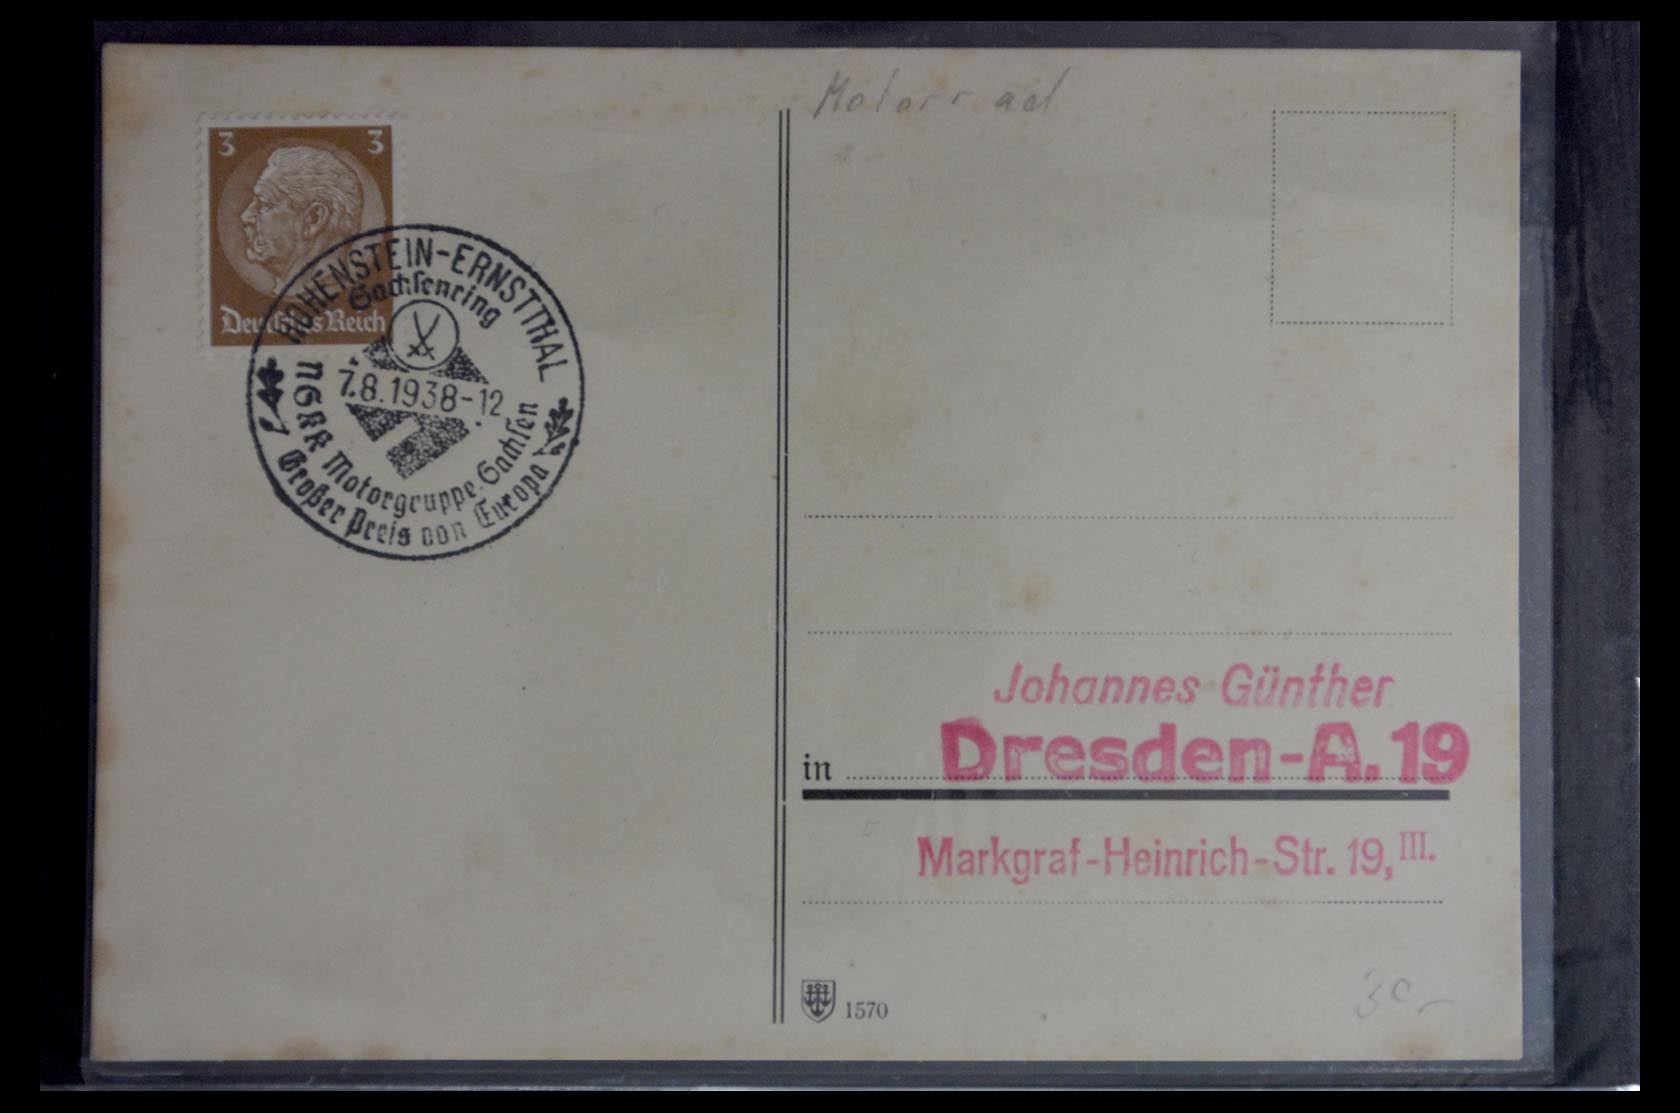 Motorrad
3 3
Deutsches Reich
HOHENSTEIN-ERNSTTHAL
Sachsenring
7.8.1938-12
NSKK Motorgruppe Sachsen
Großer Preis von Europa
Johannes Günther
in Dresden-A. 19
Markgraf-Heinrich-Str. 19, III.
1570
30,-